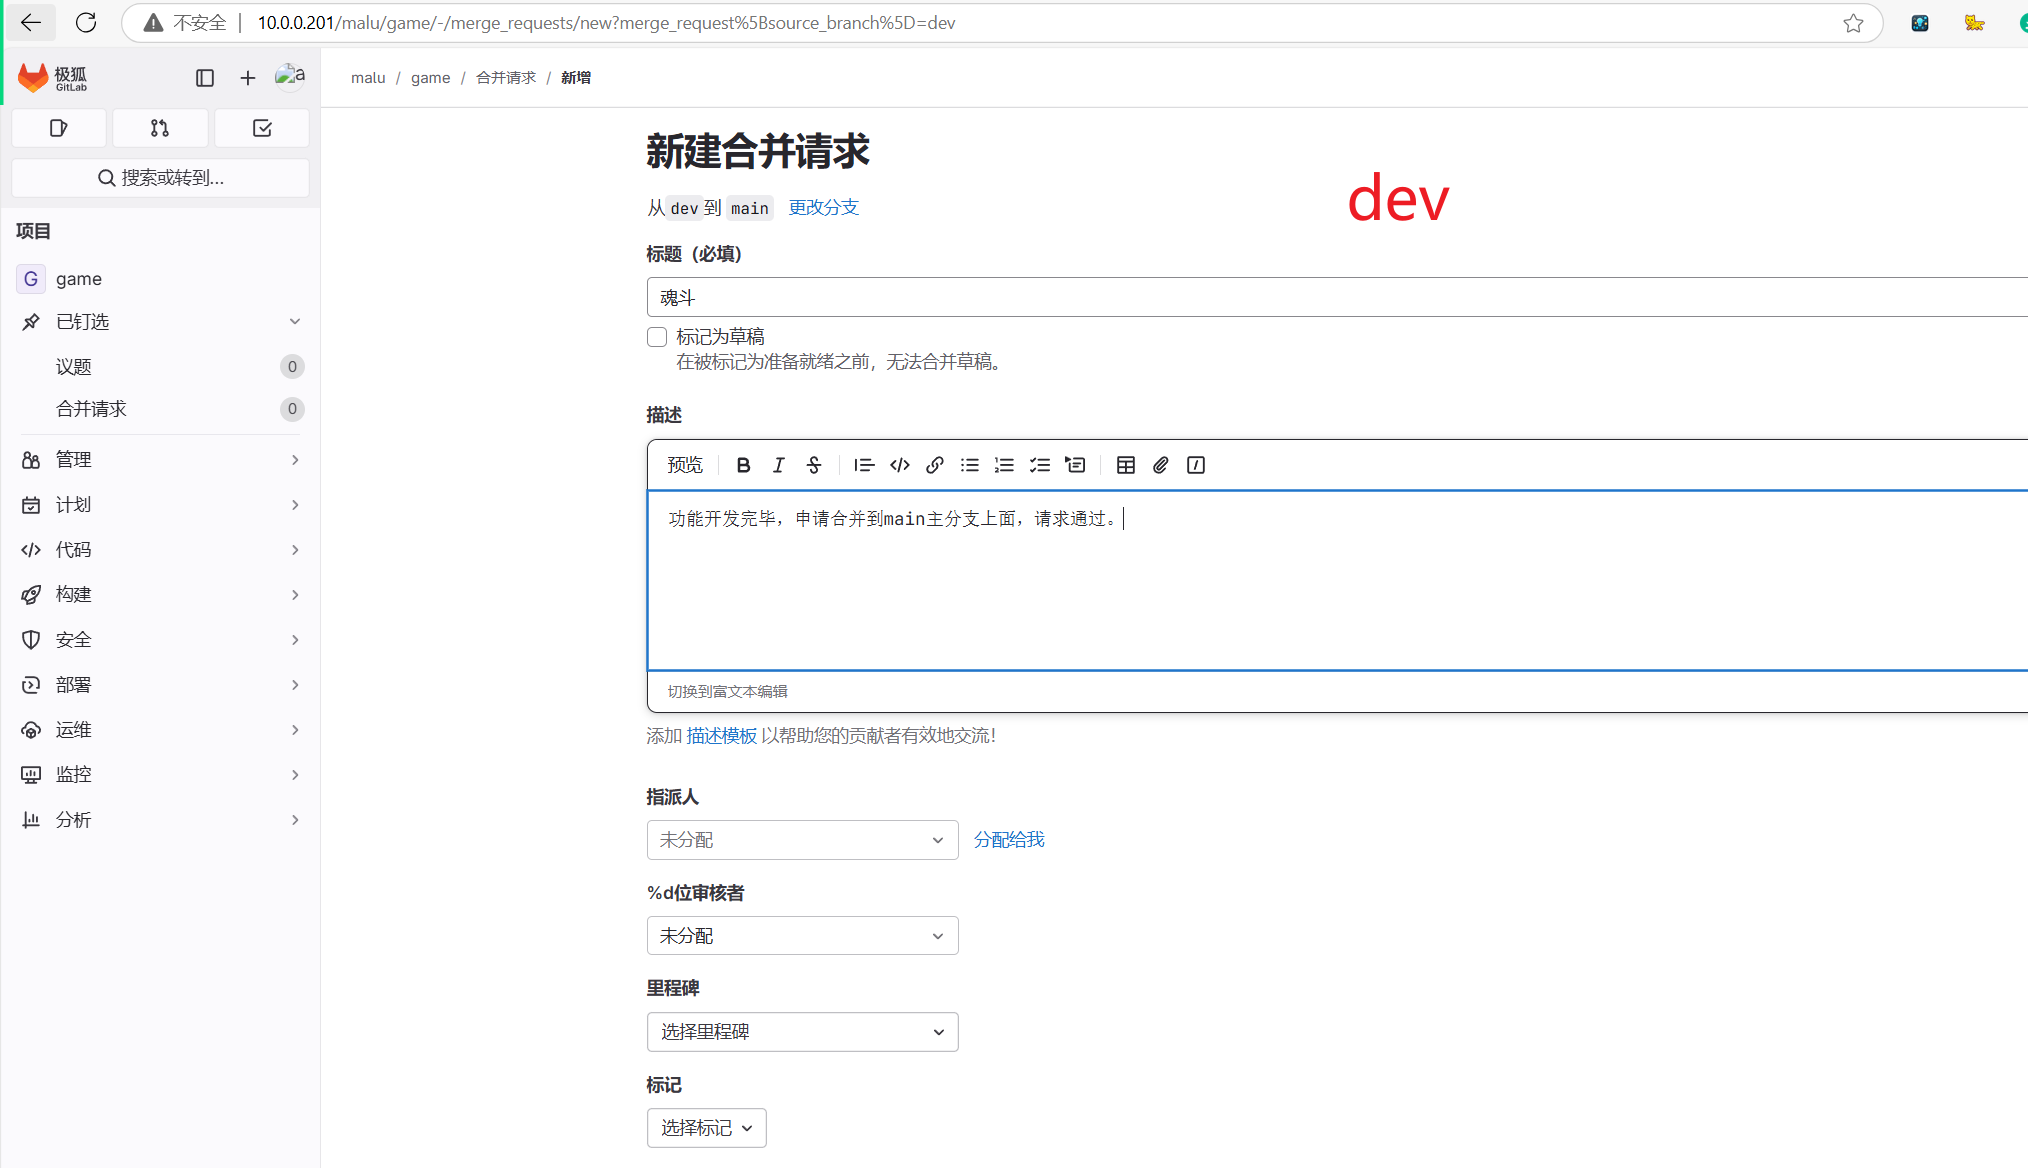 不安全 10.0.0.201/malu/game/-/merge_requests/new?merge_request%5Bsource_branch%5D=dev
极狐
GitLab
a
malu / game / 合并请求 / 新增
搜索或转到...
项目
G game
已钉选
议题 0
合并请求 0
管理
计划
代码
构建
安全
部署
运维
监控
分析
新建合并请求
dev
从 dev 到 main 更改分支
标题（必填）
魂斗
标记为草稿
在被标记为准备就绪之前，无法合并草稿。
描述
预览
功能开发完毕，申请合并到main主分支上面，请求通过。
切换到富文本编辑
添加 描述模板 以帮助您的贡献者有效地交流！
指派人
未分配 分配给我
%d位审核者
未分配
里程碑
选择里程碑
标记
选择标记